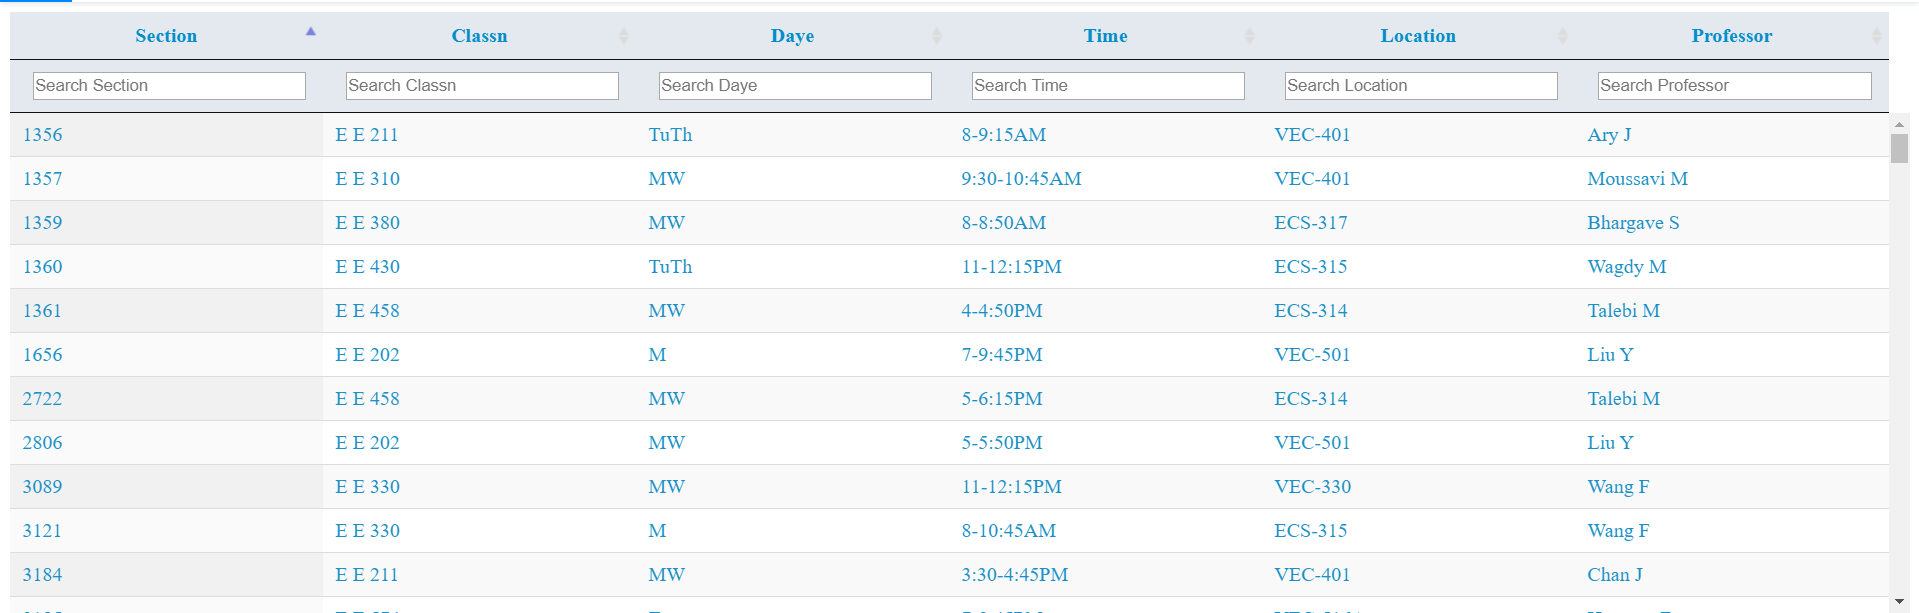 Section Classn Daye Time Location Professor
Search Section Search Classn Search Daye Search Time Search Location Search Professor
1356 E E 211 TuTh 8-9:15AM VEC-401 Ary J
1357 E E 310 MW 9:30-10:45AM VEC-401 Moussavi M
1359 E E 380 MW 8-8:50AM ECS-317 Bhargave S
1360 E E 430 TuTh 11-12:15PM ECS-315 Wagdy M
1361 E E 458 MW 4-4:50PM ECS-314 Talebi M
1656 E E 202 M 7-9:45PM VEC-501 Liu Y
2722 E E 458 MW 5-6:15PM ECS-314 Talebi M
2806 E E 202 MW 5-5:50PM VEC-501 Liu Y
3089 E E 330 MW 11-12:15PM VEC-330 Wang F
3121 E E 330 M 8-10:45AM ECS-315 Wang F
3184 E E 211 MW 3:30-4:45PM VEC-401 Chan J